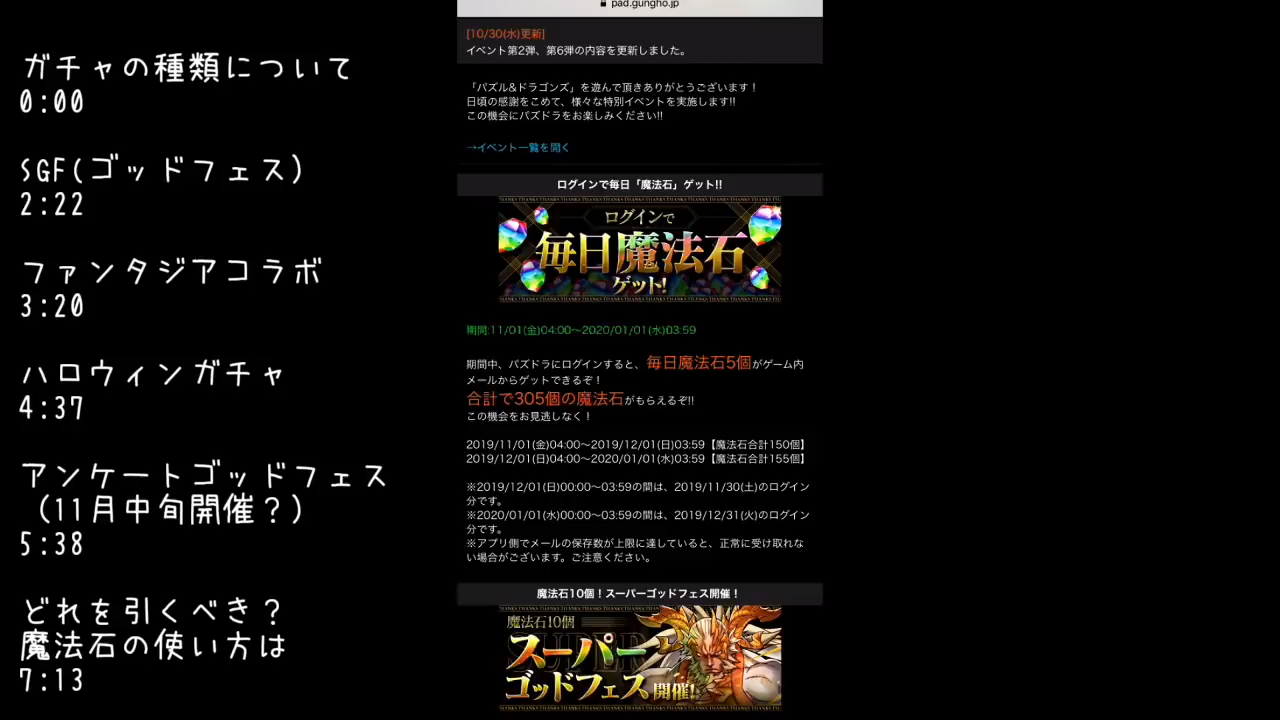 ガチャの種類について
0:00
SGF(ゴッドフェス)
2:22
ファンタジアコラボ
3:20
ハロウィンガチャ
4:37
アンケートゴッドフェス
(11月中旬開催？)
5:38
どれを引くべき？
魔法石の使い方は
7:13
pad.gungho.jp
[10/30(水)更新]
イベント第2弾、第6弾の内容を更新しました。
「パズル&ドラゴンズ」を遊んで頂きありがとうございます！
日頃の感謝をこめて、様々な特別イベントを実施します!!
この機会にパズドラをお楽しみください!!
→イベント一覧を開く
ログインで毎日「魔法石」ゲット!!
ログインで
毎日魔法石
ゲット!
期間:11/01(金)04:00〜2020/01/01(水)03:59
期間中、パズドラにログインすると、毎日魔法石5個がゲーム内
メールからゲットできるぞ！
合計で305個の魔法石がもらえるぞ!!
この機会をお見逃しなく！
2019/11/01(金)04:00〜2019/12/01(日)03:59【魔法石合計150個】
2019/12/01(日)04:00〜2020/01/01(水)03:59【魔法石合計155個】
※2019/12/01(日)00:00〜03:59の間は、2019/11/30(土)のログイン
分です。
※2020/01/01(水)00:00〜03:59の間は、2019/12/31(火)のログイン
分です。
※アプリ側でメールの保存数が上限に達していると、正常に受け取れな
い場合がございます。ご注意ください。
魔法石10個！スーパーゴッドフェス開催！
魔法石10個
SUPER
スーパー
ゴッドフェス開催!